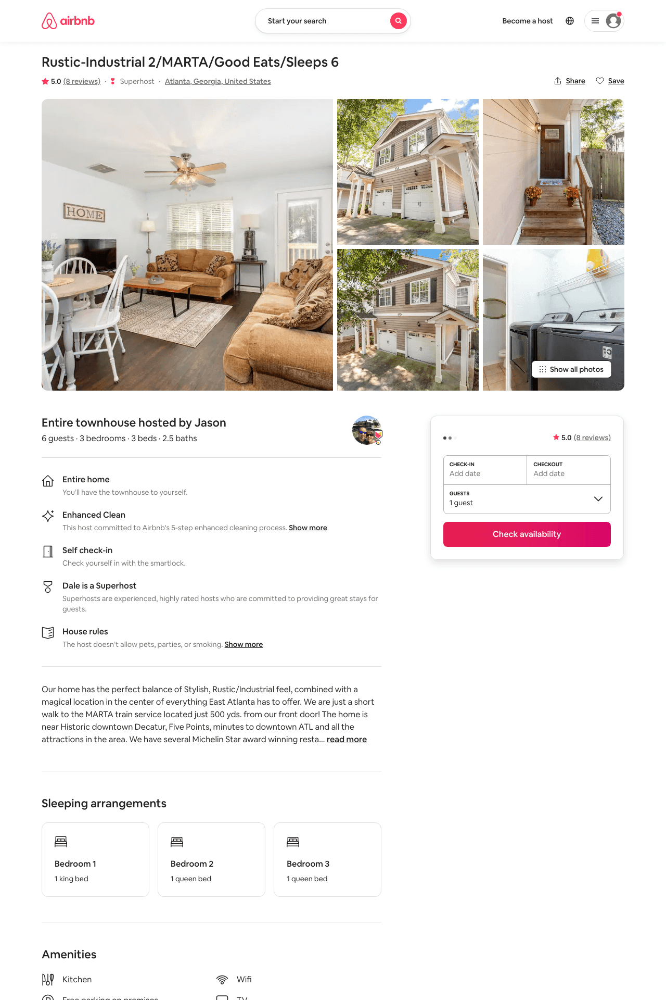 airbnb
Start your search
Become a host
Rustic-Industrial 2/MARTA/Good Eats/Sleeps 6
5.0 (8 reviews) · Superhost · Atlanta, Georgia, United States
Share
Save
HOME
Show all photos
Entire townhouse hosted by Jason
6 guests · 3 bedrooms · 3 beds · 2.5 baths
Entire home
You’ll have the townhouse to yourself.
Enhanced Clean
This host committed to Airbnb's 5-step enhanced cleaning process. Show more
Self check-in
Check yourself in with the smartlock.
Dale is a Superhost
Superhosts are experienced, highly rated hosts who are committed to providing great stays for
guests.
House rules
The host doesn’t allow pets, parties, or smoking. Show more
5.0 (8 reviews)
CHECK-IN
Add date
CHECKOUT
Add date
GUESTS
1 guest
Check availability
Our home has the perfect balance of Stylish, Rustic/Industrial feel, combined with a
magical location in the center of everything East Atlanta has to offer. We are just a short
walk to the MARTA train service located just 500 yds. from our front door! The home is
near Historic downtown Decatur, Five Points, minutes to downtown ATL and all the
attractions in the area. We have several Michelin Star award winning resta... read more
Sleeping arrangements
Bedroom 1
1 king bed
Bedroom 2
1 queen bed
Bedroom 3
1 queen bed
Amenities
Kitchen
Wifi
Free parking on premises
TV